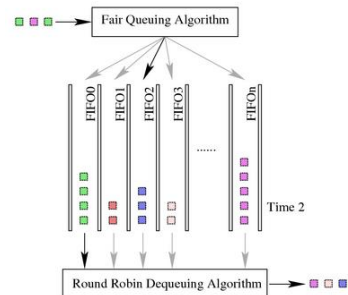 Fair Queuing Algorithm
FIFO0
FIFO1
FIFO2
FIFO3
......
FIFOn
Time 2
Round Robin Dequeuing Algorithm